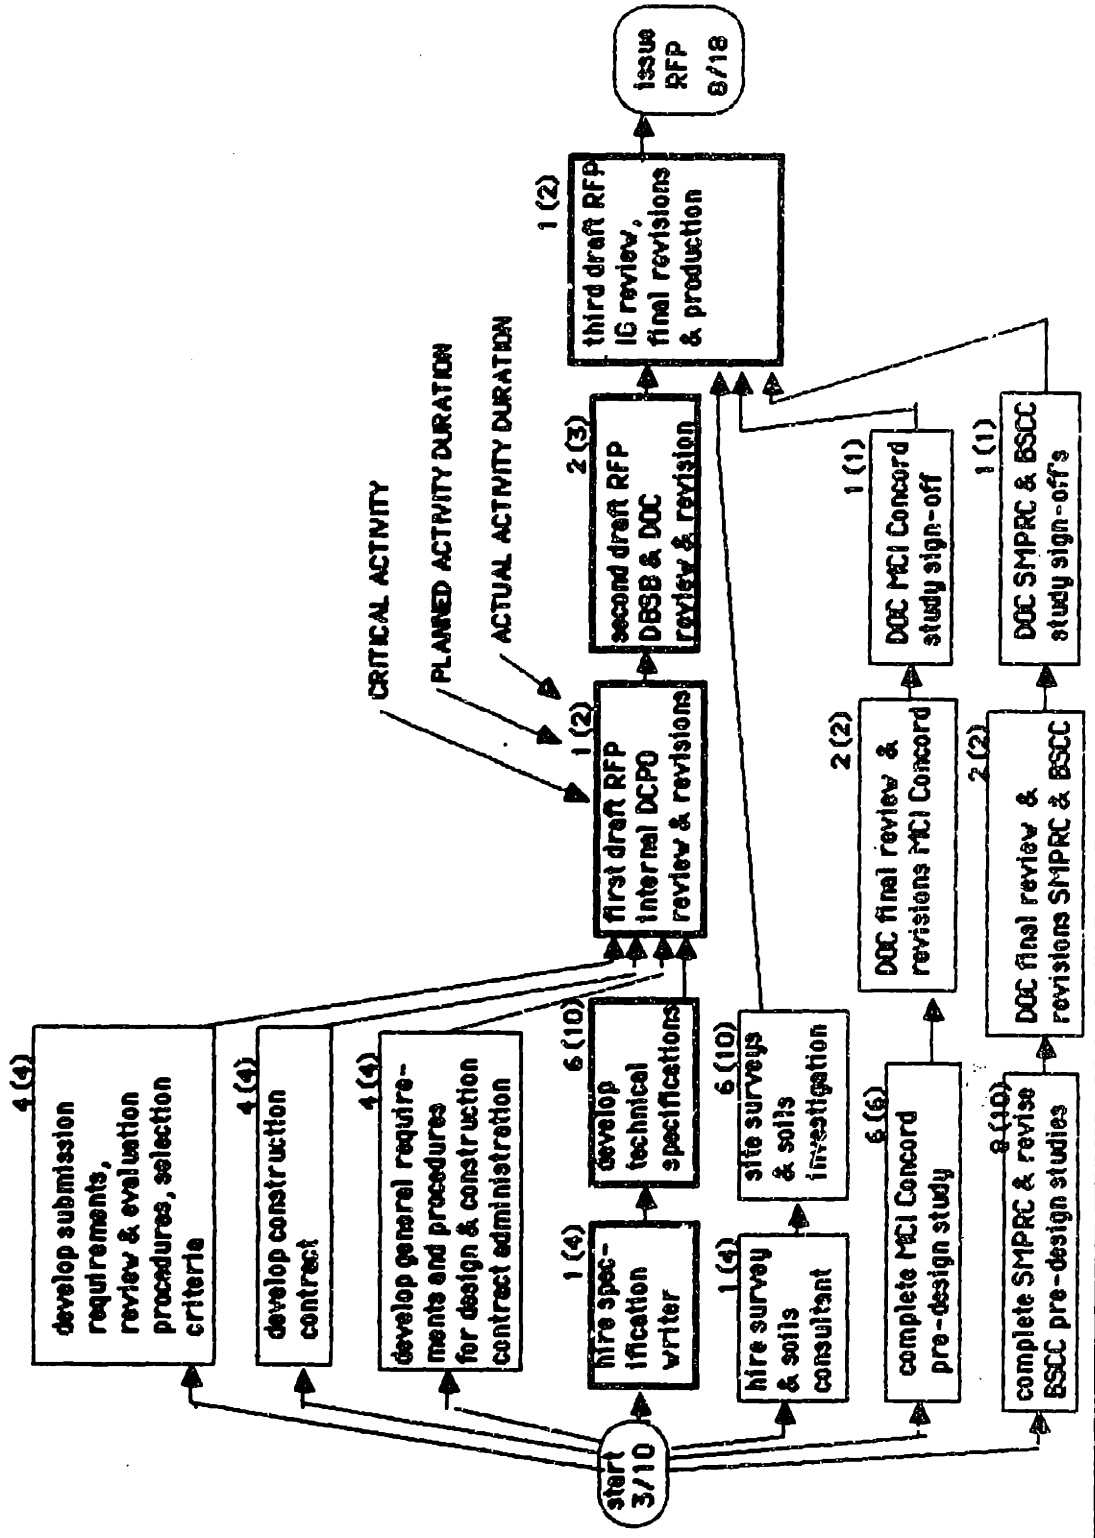 start
3/10
4 (4)
develop submission
requirements,
review & evaluation
procedures, selection
criteria
4 (4)
develop construction
contract
4 (4)
develop general require-
ments and procedures
for design & construction
contract administration
1 (4)
hire spec-
ification
writer
6 (10)
develop
technical
specifications
1 (4)
hire survey
& soils
consultant
6 (10)
site surveys
& soils
investigation
6 (6)
complete MCI Concord
pre-design study
8 (10)
complete SMPRC & revise
BSCC pre-design studies
CRITICAL ACTIVITY
PLANNED ACTIVITY DURATION
ACTUAL ACTIVITY DURATION
1 (2)
first draft RFP
internal DCPO
review & revisions
2 (3)
second draft RFP
DBSB & DOC
review & revision
2 (2)
DOC final review &
revisions MCI Concord
2 (2)
DOC final review &
revisions SMPRC & BSCC
1 (1)
DOC MCI Concord
study sign-off
1 (1)
DOC SMPRC & BSCC
study sign-offs
1 (2)
third draft RFP
IG review,
final revisions
& production
issue
RFP
8/18